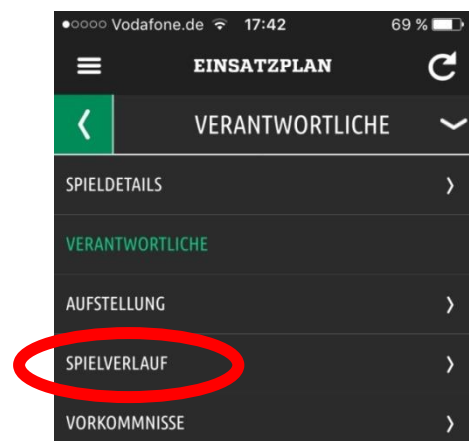 Vodafone.de 17:42 69 %
EINSATZPLAN
VERANTWORTLICHE
SPIELDETAILS
VERANTWORTLICHE
AUFSTELLUNG
SPIELVERLAUF
VORKOMMNISSE